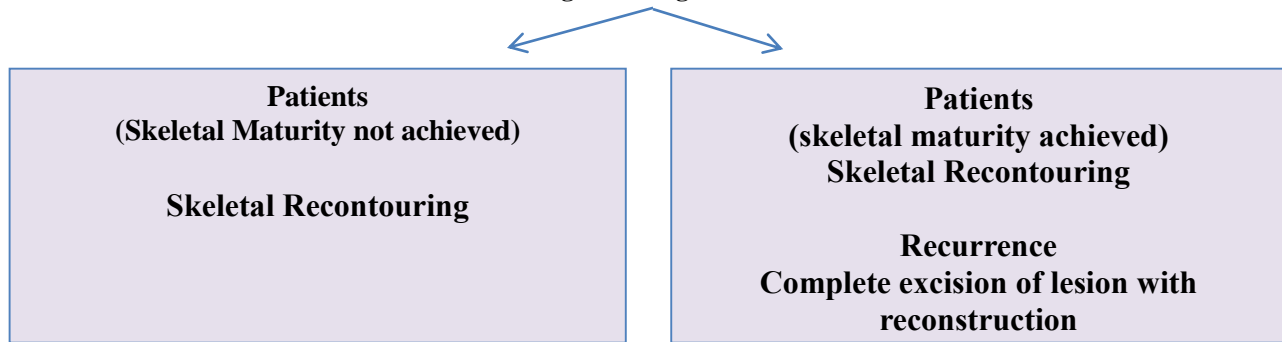 Patients
(Skeletal Maturity not achieved)
Skeletal Recontouring
Patients
(skeletal maturity achieved)
Skeletal Recontouring
Recurrence
Complete excision of lesion with
reconstruction